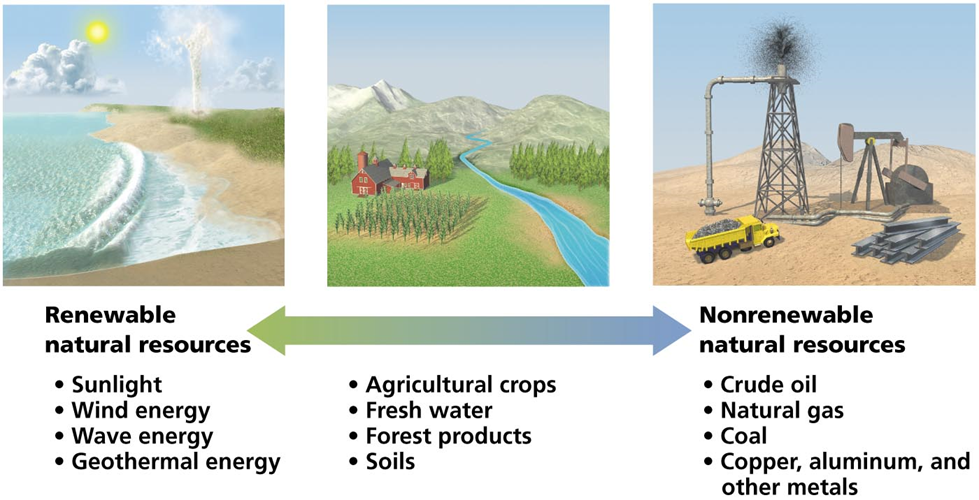 Renewable
natural resources
• Sunlight
• Wind energy
• Wave energy
• Geothermal energy
• Agricultural crops
• Fresh water
• Forest products
• Soils
Nonrenewable
natural resources
• Crude oil
• Natural gas
• Coal
• Copper, aluminum, and
other metals